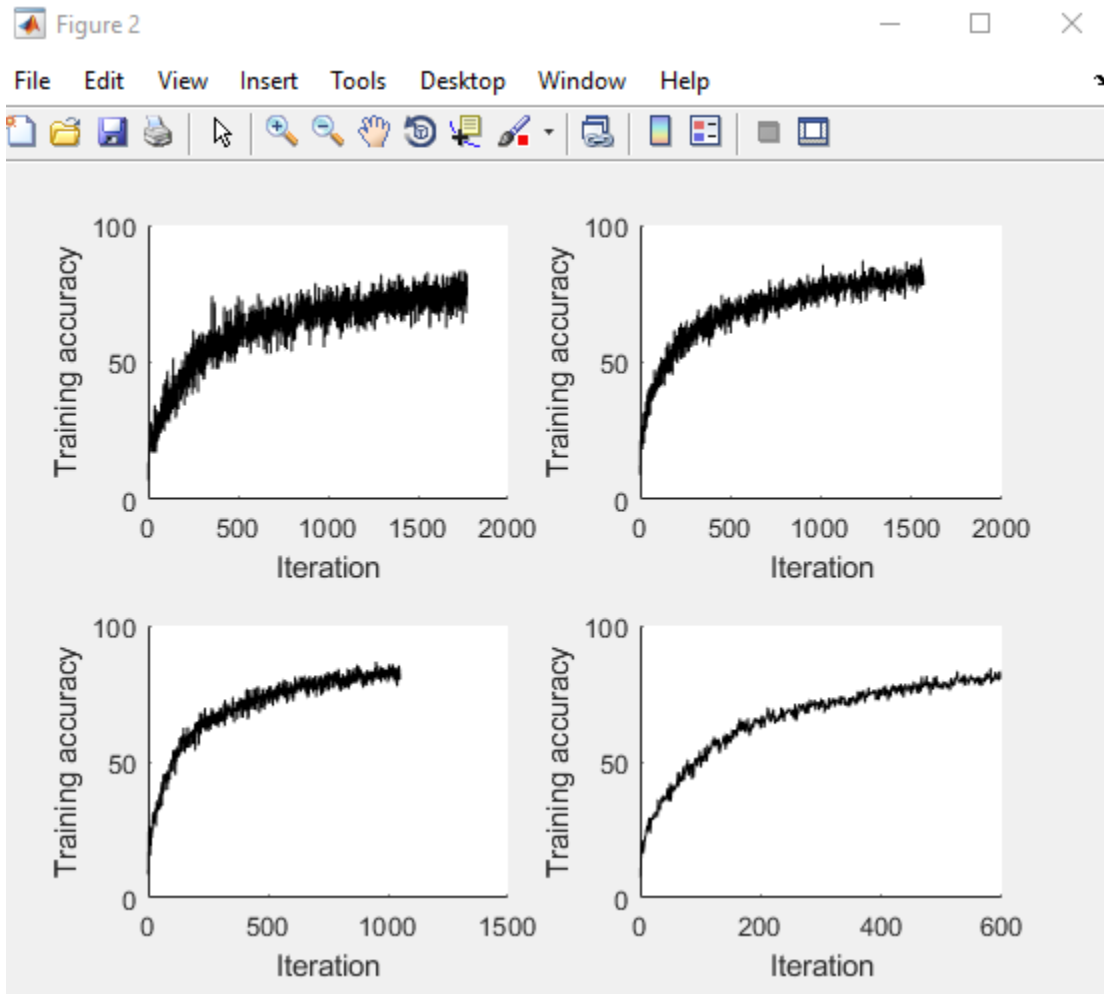 Figure 2
File Edit View Insert Tools Desktop Window Help
100
50
0
Training accuracy
0 500 1000 1500 2000
Iteration
100
50
0
Training accuracy
0 500 1000 1500 2000
Iteration
100
50
0
Training accuracy
0 500 1000 1500
Iteration
100
50
0
Training accuracy
0 200 400 600
Iteration